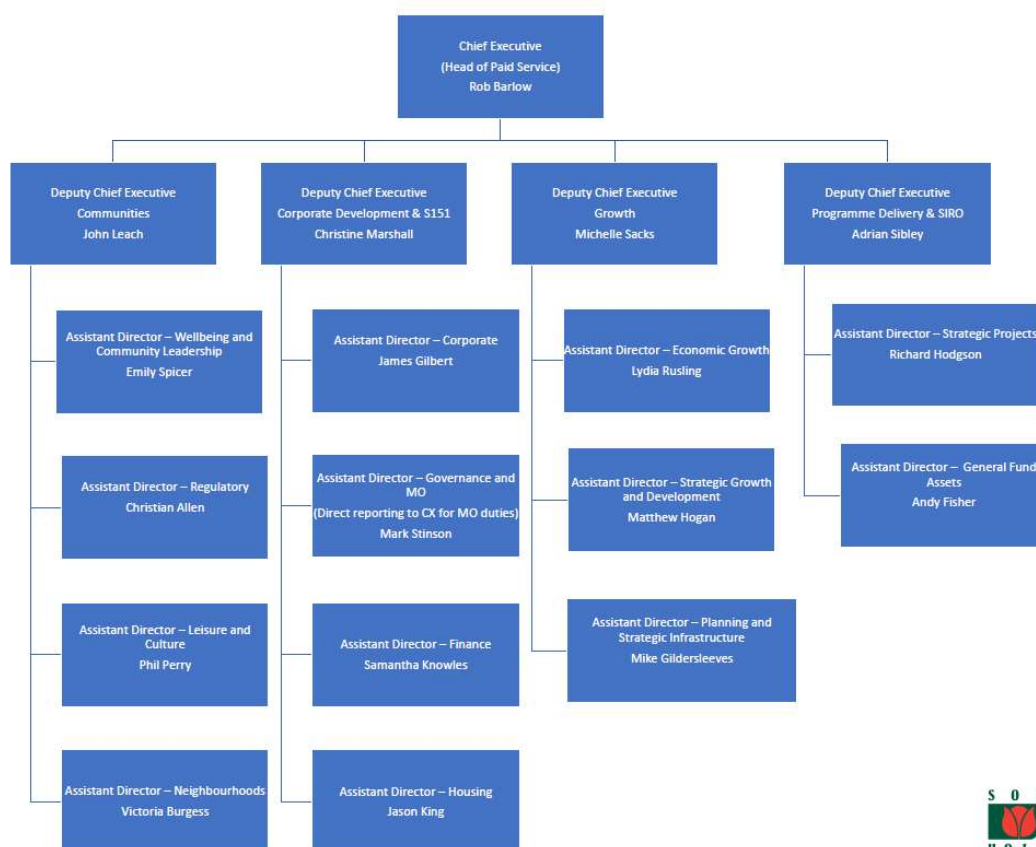 Chief Executive
(Head of Paid Service)
Rob Barlow
Deputy Chief Executive
Communities
John Leach
Deputy Chief Executive
Corporate Development & S151
Christine Marshall
Deputy Chief Executive
Growth
Michelle Sacks
Deputy Chief Executive
Programme Delivery & SIRO
Adrian Sibley
Assistant Director – Wellbeing and
Community Leadership
Emily Spicer
Assistant Director – Regulatory
Christian Allen
Assistant Director – Leisure and
Culture
Phil Perry
Assistant Director – Neighbourhoods
Victoria Burgess
Assistant Director – Corporate
James Gilbert
Assistant Director – Governance and
MO
(Direct reporting to CX for MO duties)
Mark Stinson
Assistant Director – Finance
Samantha Knowles
Assistant Director – Housing
Jason King
Assistant Director – Economic Growth
Lydia Rusling
Assistant Director – Strategic Growth
and Development
Matthew Hogan
Assistant Director – Planning and
Strategic Infrastructure
Mike Gildersleeves
Assistant Director – Strategic Projects
Richard Hodgson
Assistant Director – General Fund
Assets
Andy Fisher
S O